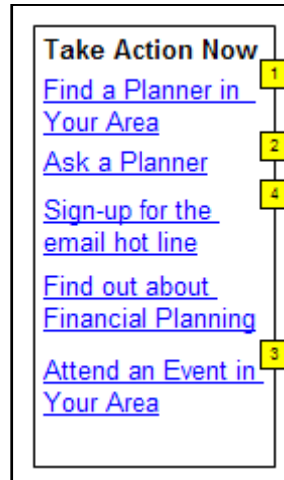 Take Action Now
1
Find a Planner in
Your Area
2
Ask a Planner
4
Sign-up for the
email hot line
Find out about
Financial Planning
3
Attend an Event in
Your Area